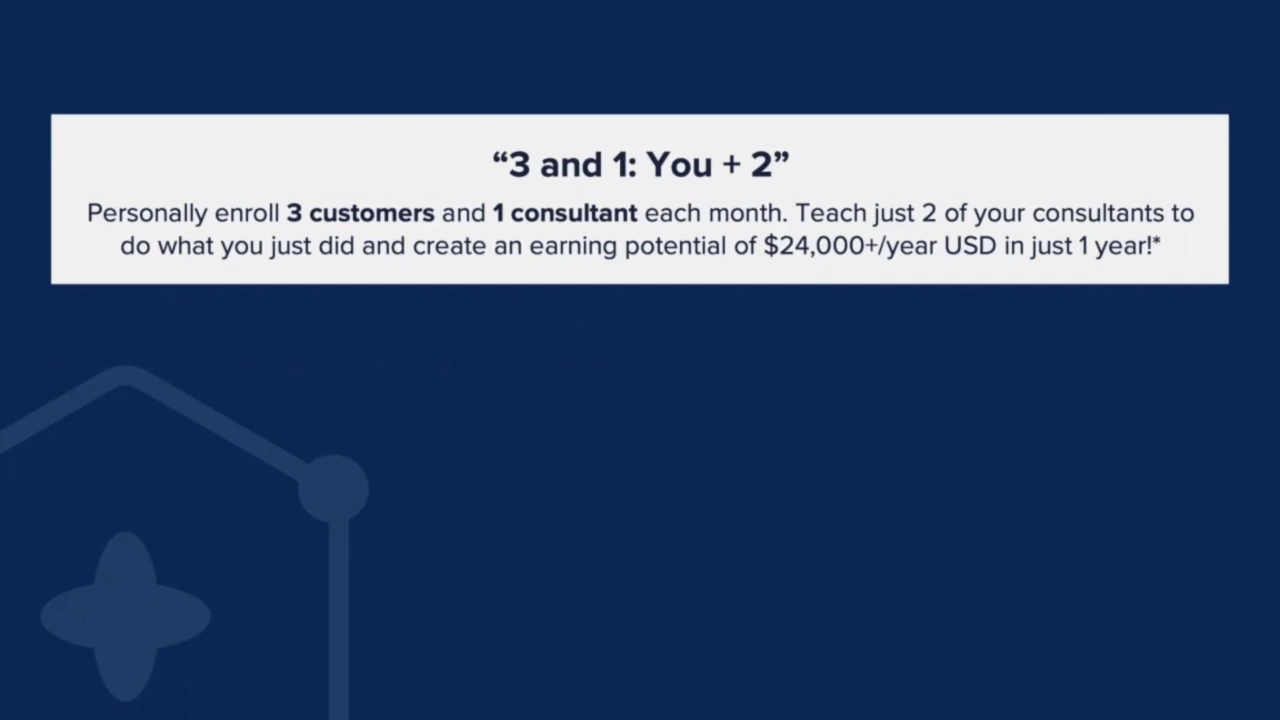 “3 and 1: You + 2”
Personally enroll 3 customers and 1 consultant each month. Teach just 2 of your consultants to
do what you just did and create an earning potential of $24,000+/year USD in just 1 year!*